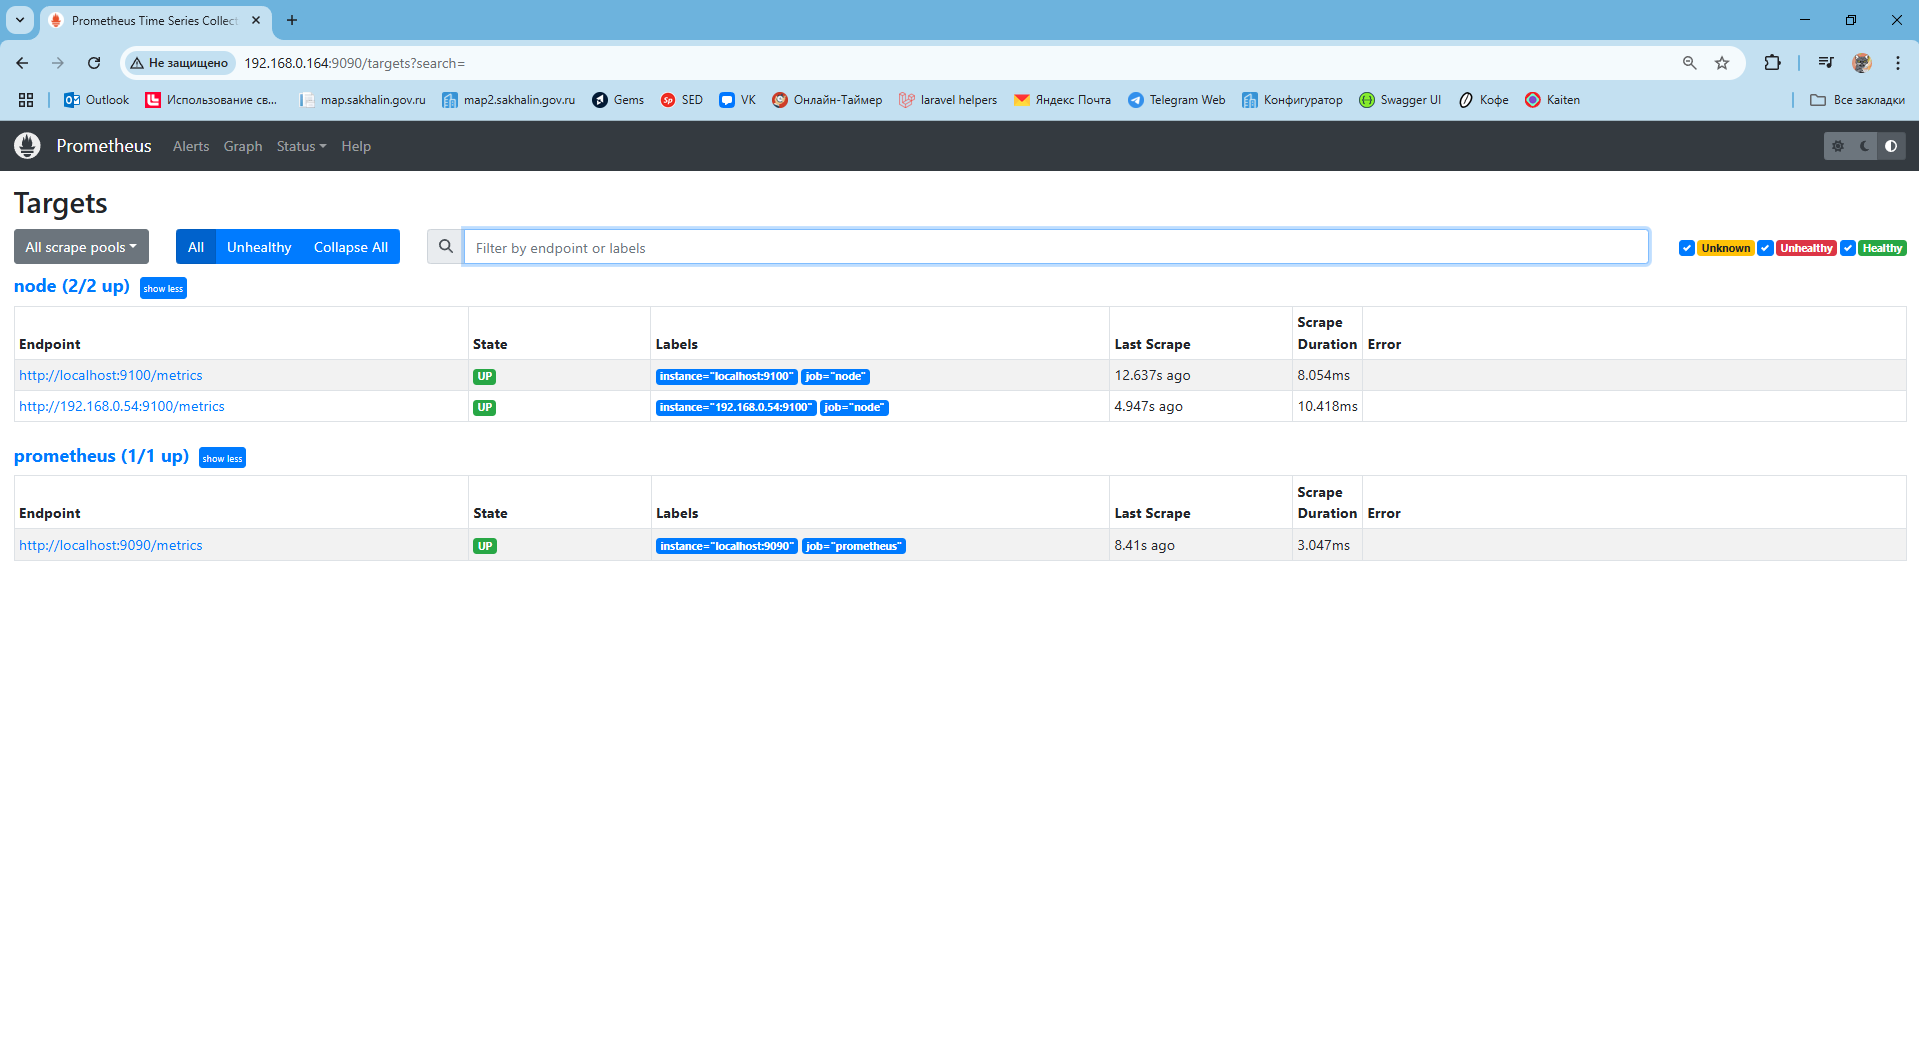 Prometheus Time Series Collect
Не защищено 192.168.0.164:9090/targets?search=
Outlook Использование св... map.sakhalin.gov.ru map2.sakhalin.gov.ru Gems SED VK Онлайн-Таймер laravel helpers Яндекс Почта Telegram Web Конфигуратор Swagger UI Кофе Kaiten Все закладки
Prometheus Alerts Graph Status Help
Targets
All scrape pools All Unhealthy Collapse All Filter by endpoint or labels Unknown Unhealthy Healthy
node (2/2 up) show less
Endpoint State Labels Last Scrape Scrape Duration Error
http://localhost:9100/metrics UP instance="localhost:9100" job="node" 12.637s ago 8.054ms
http://192.168.0.54:9100/metrics UP instance="192.168.0.54:9100" job="node" 4.947s ago 10.418ms
prometheus (1/1 up) show less
Endpoint State Labels Last Scrape Scrape Duration Error
http://localhost:9090/metrics UP instance="localhost:9090" job="prometheus" 8.41s ago 3.047ms